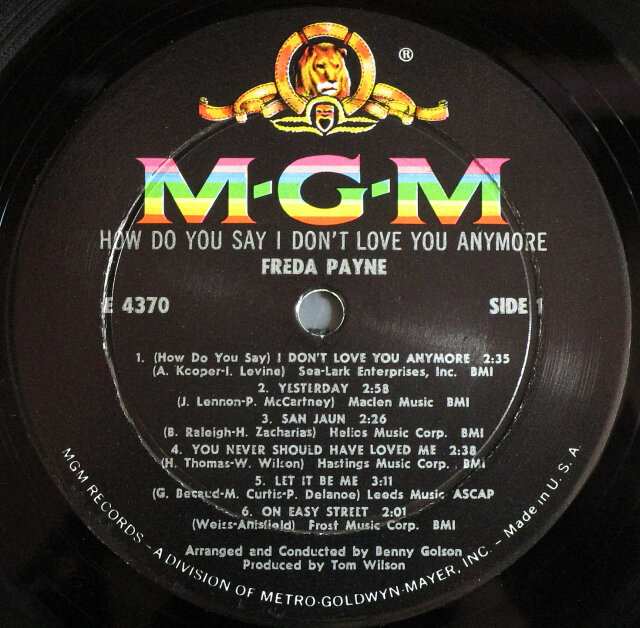 ®
M-G-M
HOW DO YOU SAY I DON'T LOVE YOU ANYMORE
FREDA PAYNE
E 4370
SIDE 1
1. (How Do You Say) I DON'T LOVE YOU ANYMORE 2:35
(A. Kooper-I. Levine) Sea-Lark Enterprises, Inc. BMI
2. YESTERDAY 2:58
(J. Lennon-P. McCartney) Maclen Music BMI
3. SAN JAUN 2:26
(B. Raleigh-H. Zacharias) Helios Music Corp. BMI
4. YOU NEVER SHOULD HAVE LOVED ME 2:38
(H. Thomas-W. Wilson) Hastings Music Corp. BMI
5. LET IT BE ME 3:11
(G. Becaud-M. Curtis-P. Delanoe) Leeds Music ASCAP
6. ON EASY STREET 2:01
(Weiss-Anisfield) Frost Music Corp. BMI
Arranged and Conducted by Benny Golson
Produced by Tom Wilson
MGM RECORDS - A DIVISION OF METRO-GOLDWYN-MAYER, INC. - Made in U.S.A.